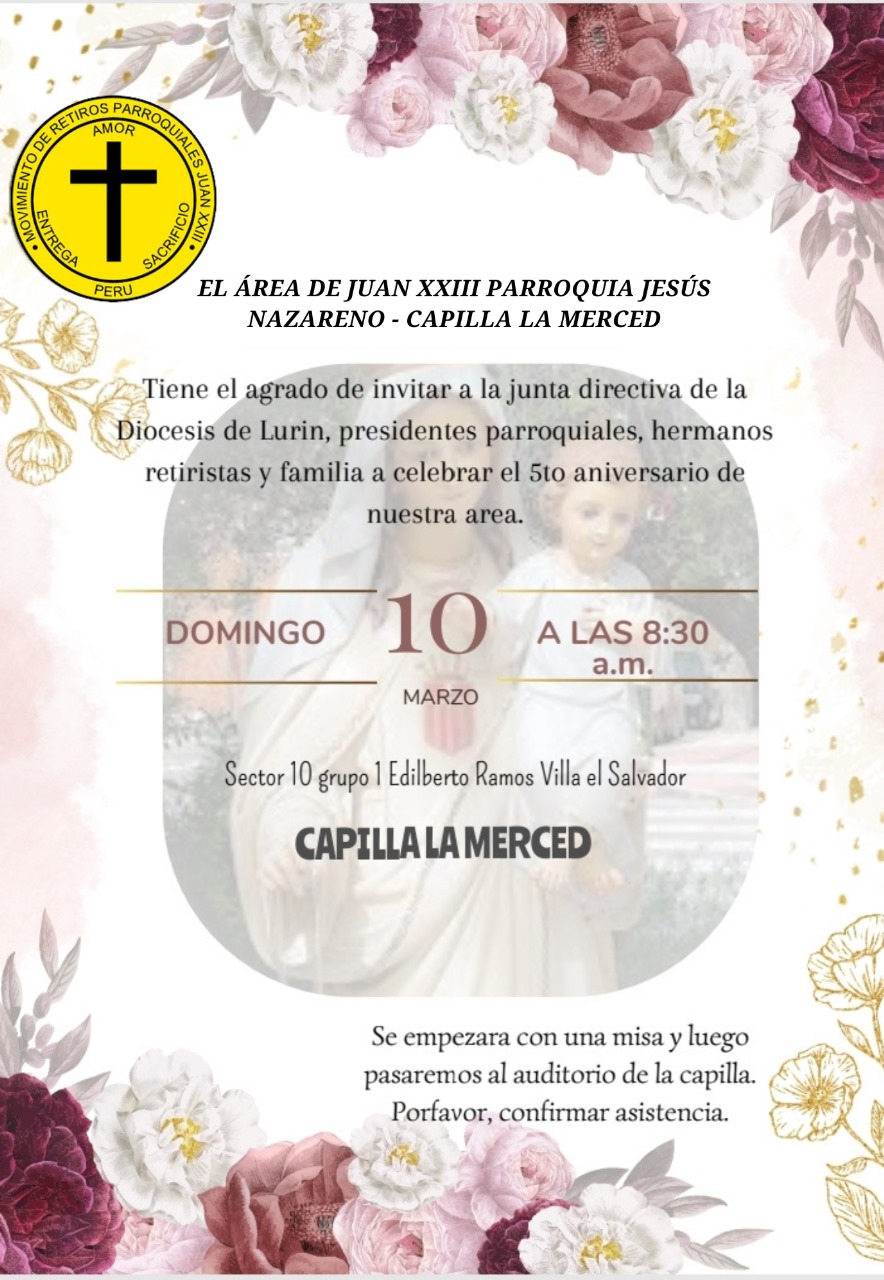 MOVIMIENTO DE RETIROS PARROQUIALES JUAN XXIII
AMOR
ENTREGA
SACRIFICIO
PERU
EL ÁREA DE JUAN XXIII PARROQUIA JESÚS
NAZARENO - CAPILLA LA MERCED
Tiene el agrado de invitar a la junta directiva de la
Diocesis de Lurin, presidentes parroquiales, hermanos
retiristas y familia a celebrar el 5to aniversario de
nuestra area.
DOMINGO
10
MARZO
A LAS 8:30
a.m.
Sector 10 grupo 1 Edilberto Ramos Villa el Salvador
CAPILLA LA MERCED
Se empezara con una misa y luego
pasaremos al auditorio de la capilla.
Porfavor, confirmar asistencia.